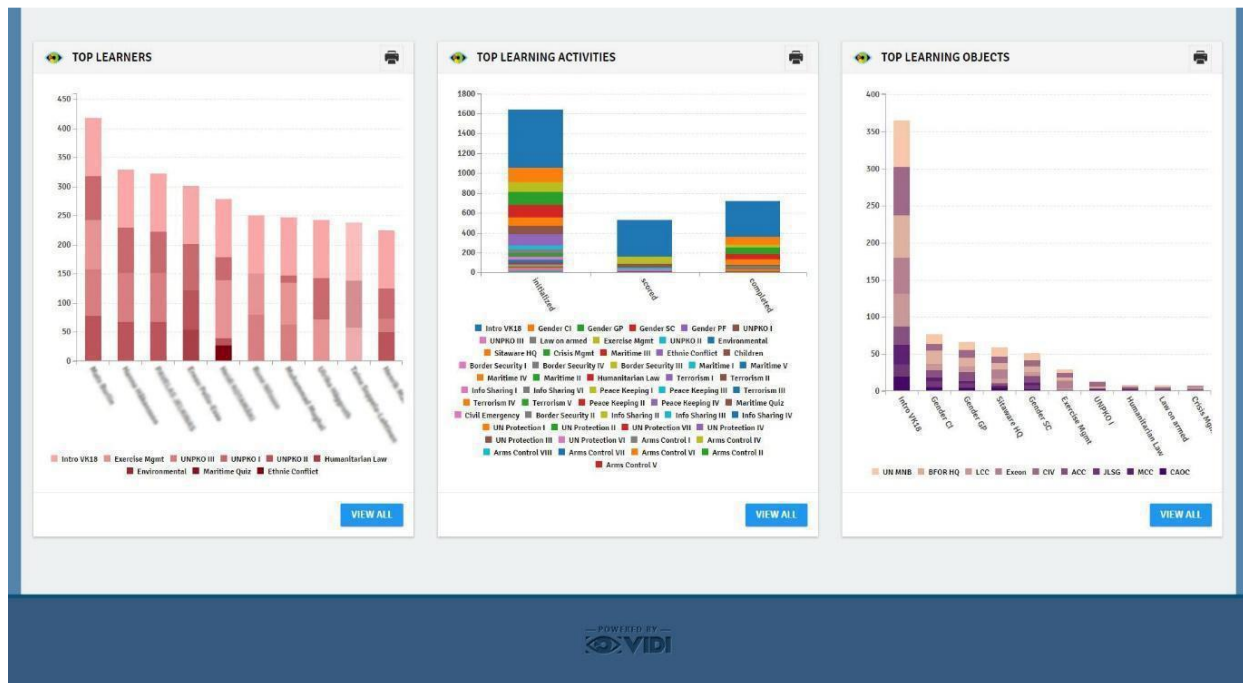 TOP LEARNERS
450
400
350
300
250
200
150
100
50
0
Intro VK18 Exercise Mgmt UNPKO III UNPKO I UNPKO II Humanitarian Law
Environmental Maritime Quiz Ethnic Conflict
VIEW ALL
TOP LEARNING ACTIVITIES
1800
1600
1400
1200
1000
800
600
400
200
0
initialized
scored
completed
Intro VK18 Gender CI Gender GP Gender SC Gender PF UNPKO I
UNPKO III Law on armed Exercise Mgmt UNPKO II Environmental
Sitaware HQ Crisis Mgmt Maritime III Ethnic Conflict Children
Border Security I Border Security IV Border Security III Maritime I Maritime V
Maritime IV Maritime II Humanitarian Law Terrorism I Terrorism II
Info Sharing I Info Sharing VI Peace Keeping I Peace Keeping III Terrorism III
Terrorism IV Terrorism V Peace Keeping II Peace Keeping IV Maritime Quiz
Civil Emergency Border Security II Info Sharing II Info Sharing III Info Sharing IV
UN Protection I UN Protection II UN Protection VII UN Protection IV
UN Protection III UN Protection VI Arms Control I Arms Control IV
Arms Control VIII Arms Control VII Arms Control VI Arms Control II
Arms Control V
VIEW ALL
TOP LEARNING OBJECTS
400
350
300
250
200
150
100
50
0
Intro VK18
Gender CI
Gender GP
Sitaware HQ
Gender SC
Exercise Mgmt
UNPKO I
Humanitarian Law
Law on armed
Crisis Mg...
UN MNB BFOR HQ LCC Exeon CIV ACC JLSG MCC CAOC
VIEW ALL
POWERED BY
VIDI